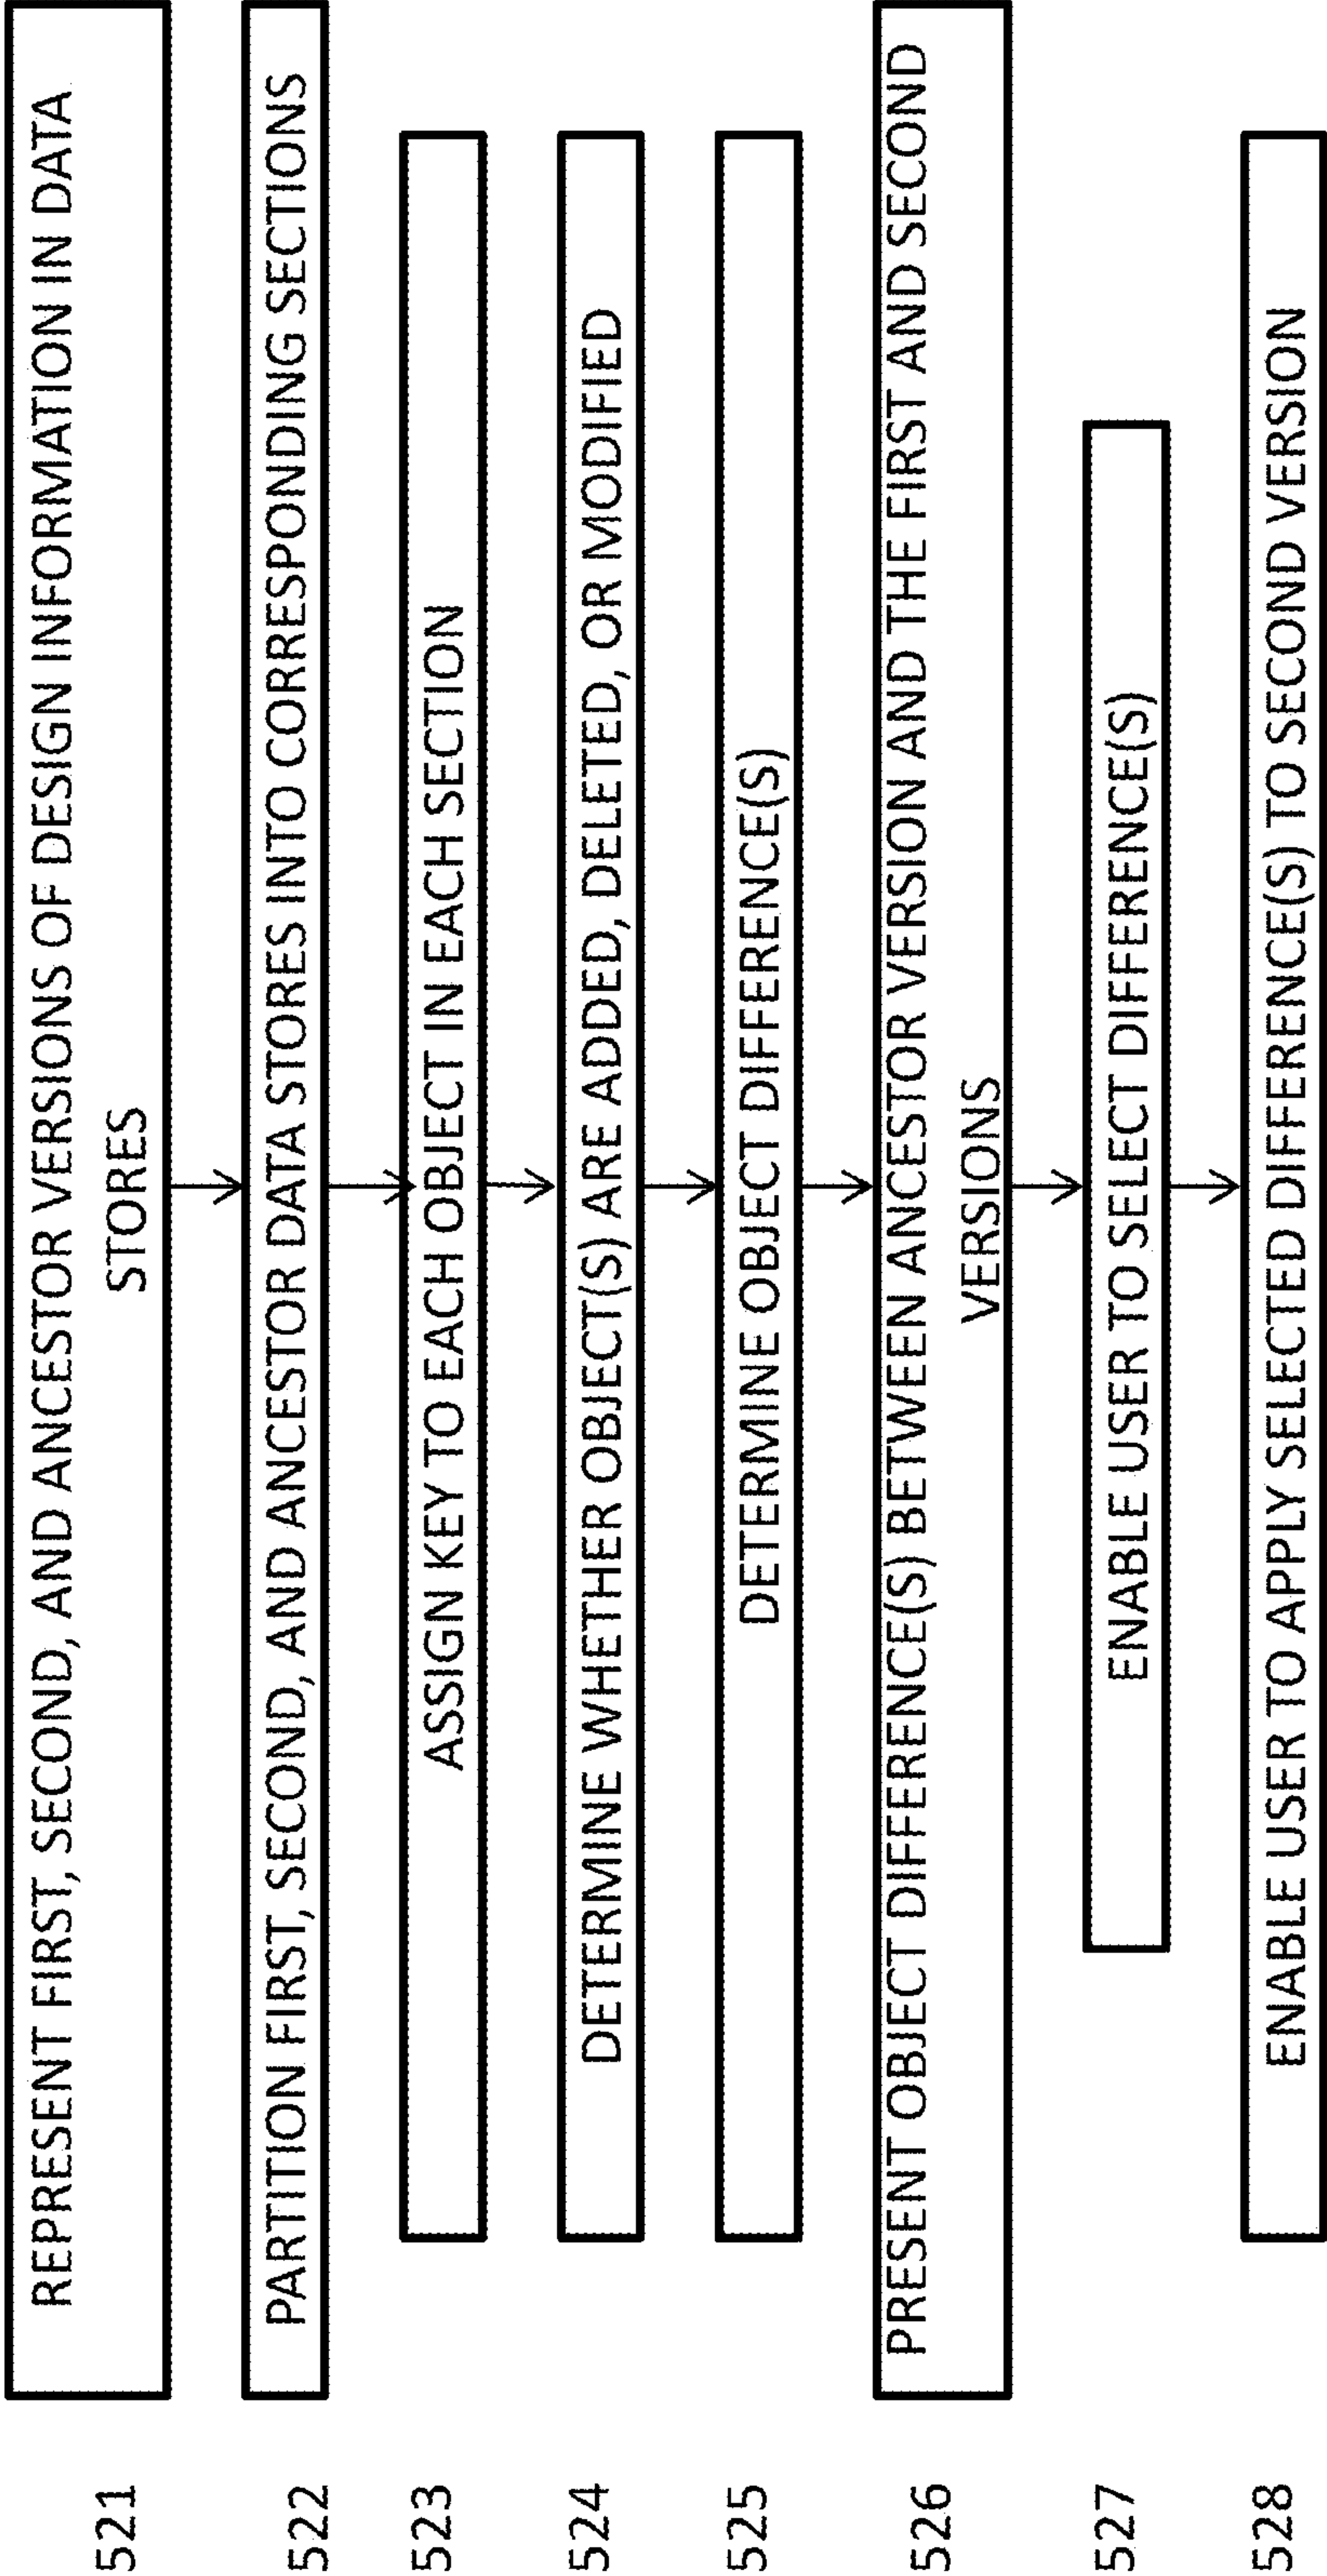 521
REPRESENT FIRST, SECOND, AND ANCESTOR VERSIONS OF DESIGN INFORMATION IN DATA
STORES
522
PARTITION FIRST, SECOND, AND ANCESTOR DATA STORES INTO CORRESPONDING SECTIONS
523
ASSIGN KEY TO EACH OBJECT IN EACH SECTION
524
DETERMINE WHETHER OBJECT(S) ARE ADDED, DELETED, OR MODIFIED
525
DETERMINE OBJECT DIFFERENCE(S)
526
PRESENT OBJECT DIFFERENCE(S) BETWEEN ANCESTOR VERSION AND THE FIRST AND SECOND
VERSIONS
527
ENABLE USER TO SELECT DIFFERENCE(S)
528
ENABLE USER TO APPLY SELECTED DIFFERENCE(S) TO SECOND VERSION